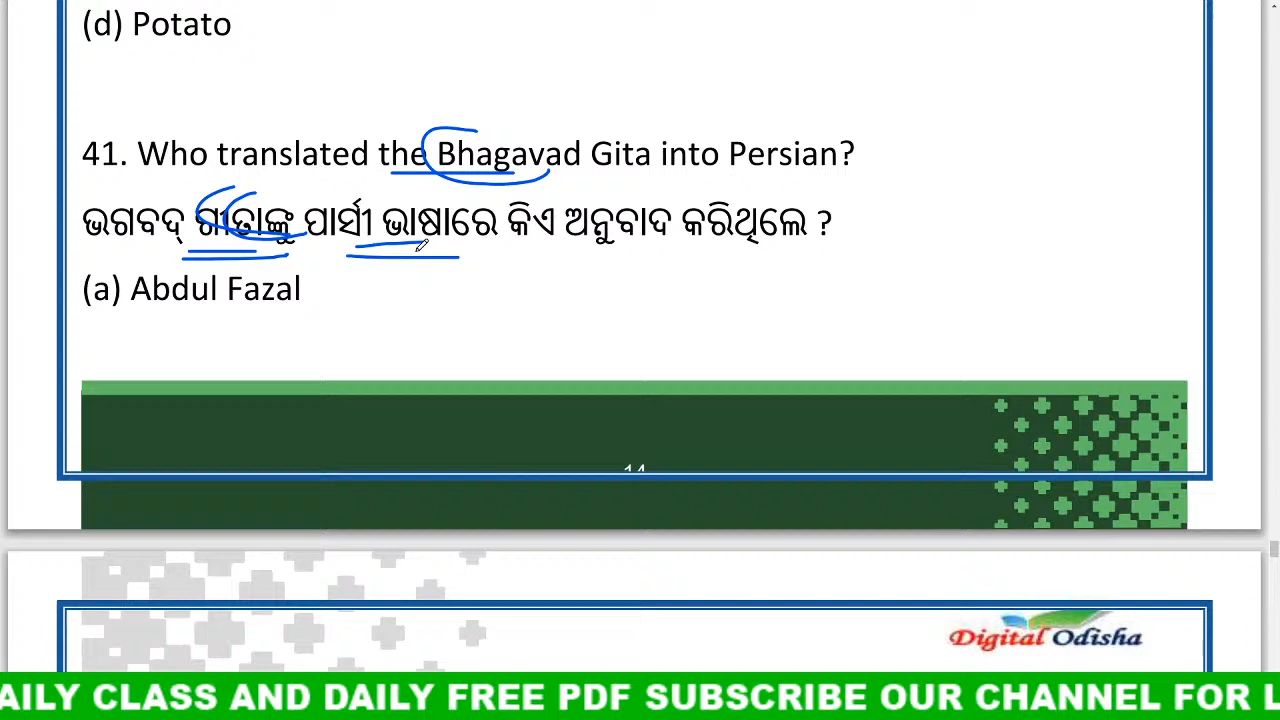 (d) Potato
41. Who translated the Bhagavad Gita into Persian?
ଭଗବଦ୍ ଗୀତାଙ୍କୁ ପାର୍ସୀ ଭାଷାରେ କିଏ ଅନୁବାଦ କରିଥିଲେ ?
(a) Abdul Fazal
14
Digital Odisha
AILY CLASS AND DAILY FREE PDF SUBSCRIBE OUR CHANNEL FOR L